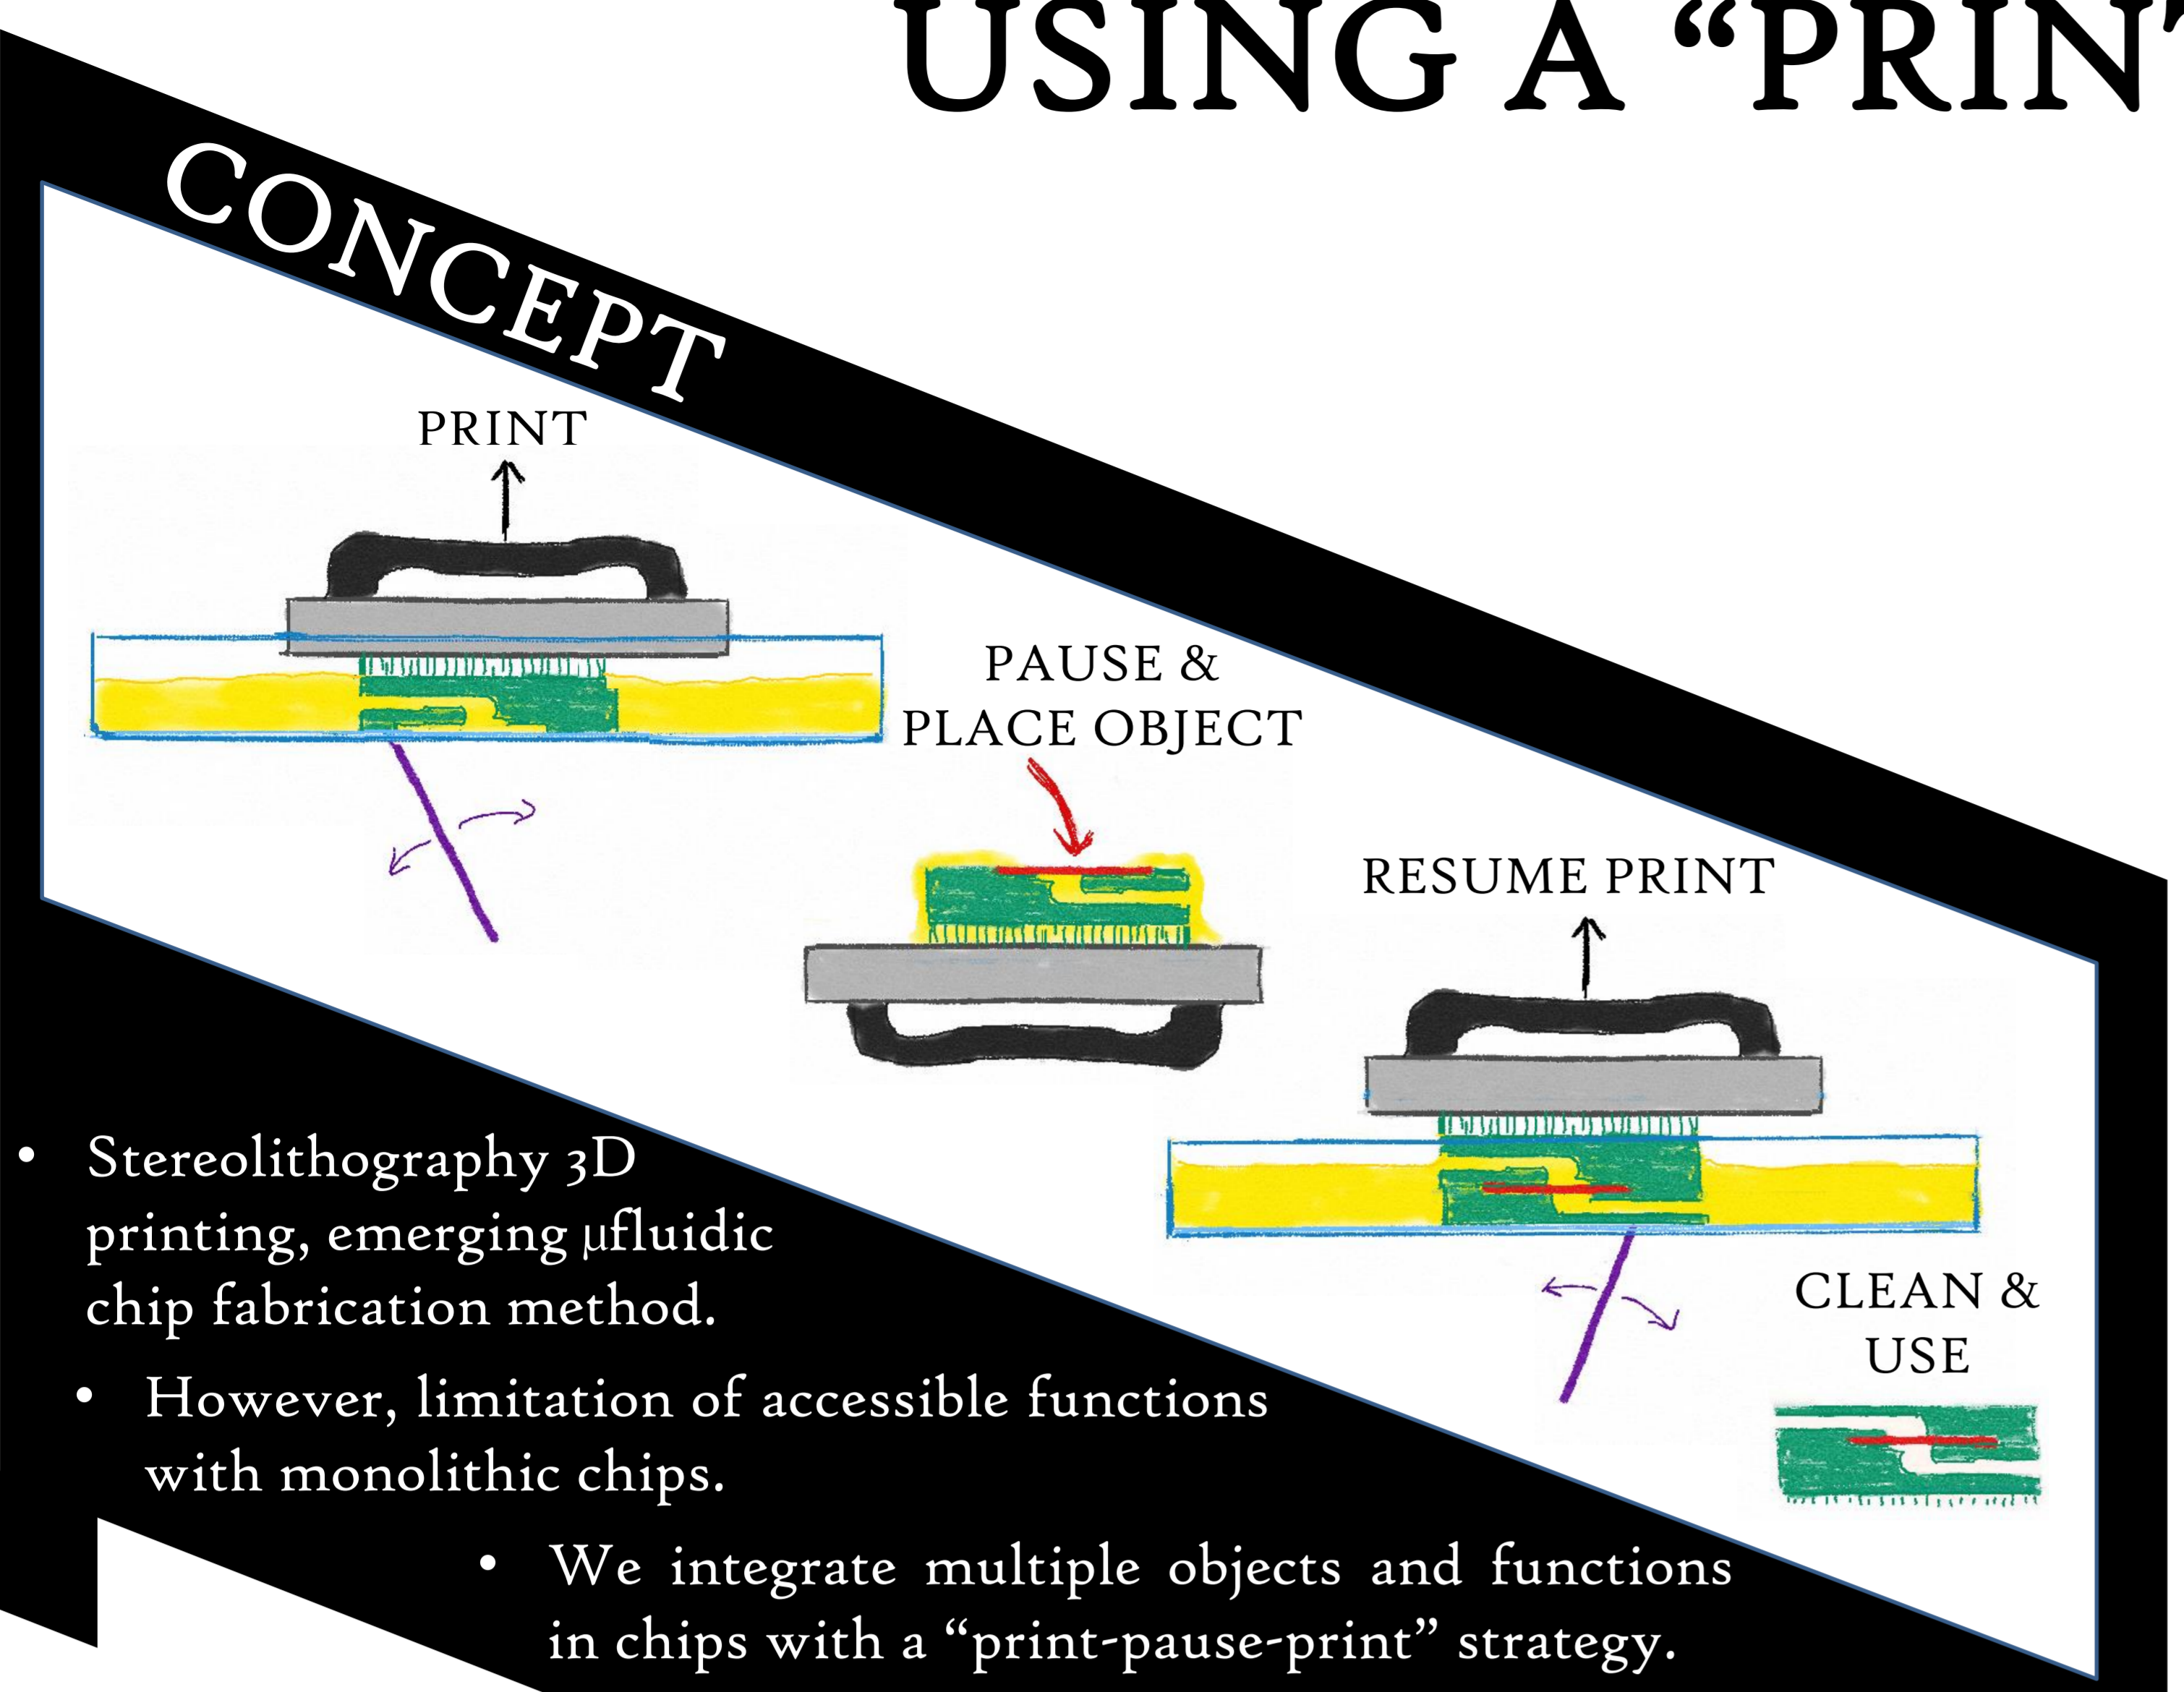 USING A “PRINT
CONCEPT
PRINT
PAUSE &
PLACE OBJECT
RESUME PRINT
CLEAN &
USE
• Stereolithography 3D
printing, emerging µfluidic
chip fabrication method.
• However, limitation of accessible functions
with monolithic chips.
• We integrate multiple objects and functions
in chips with a “print-pause-print” strategy.